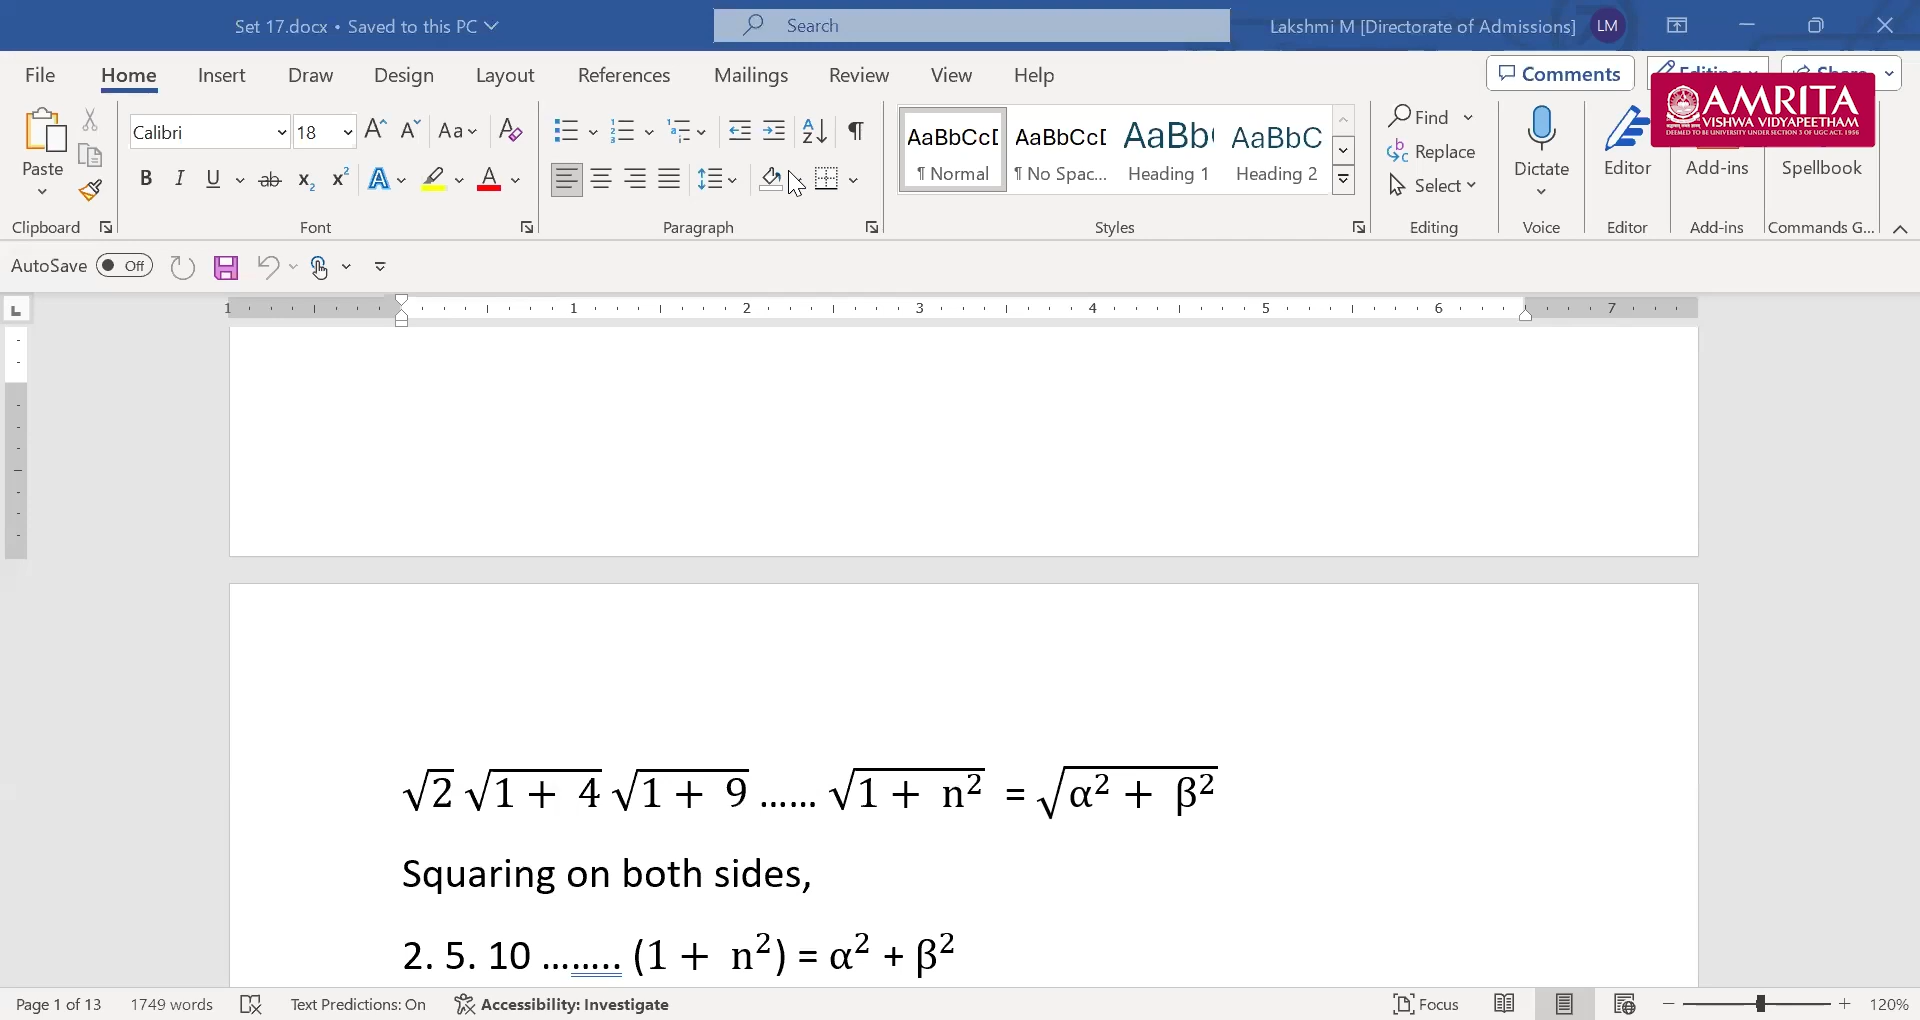 Set 17.docx • Saved to this PC
Search
Lakshmi M [Directorate of Admissions] LM
File Home Insert Draw Design Layout References Mailings Review View Help
Comments Editing Share
AMRITA
VISHWA VIDYAPEETHAM
DEEMED TO BE UNIVERSITY UNDER SECTION 3 OF UGC ACT, 1956
Paste
Clipboard
Calibri 18
Aa
B I U ab x₂ x² A A
Font
Paragraph
AaBbCcD AaBbCcD AaBb( AaBbC
¶ Normal ¶ No Spac... Heading 1 Heading 2
Styles
Find
Replace
Select
Editing
Dictate
Voice
Editor
Editor
Add-ins
Add-ins
Spellbook
Commands G...
AutoSave Off
1 1 2 3 4 5 6 7
√2 √(1 + 4) √(1 + 9) ...... √(1 + n²) = √(α² + β²)
Squaring on both sides,
2. 5. 10 ........ (1 + n²) = α² + β²
Page 1 of 13 1749 words Text Predictions: On Accessibility: Investigate Focus 120%